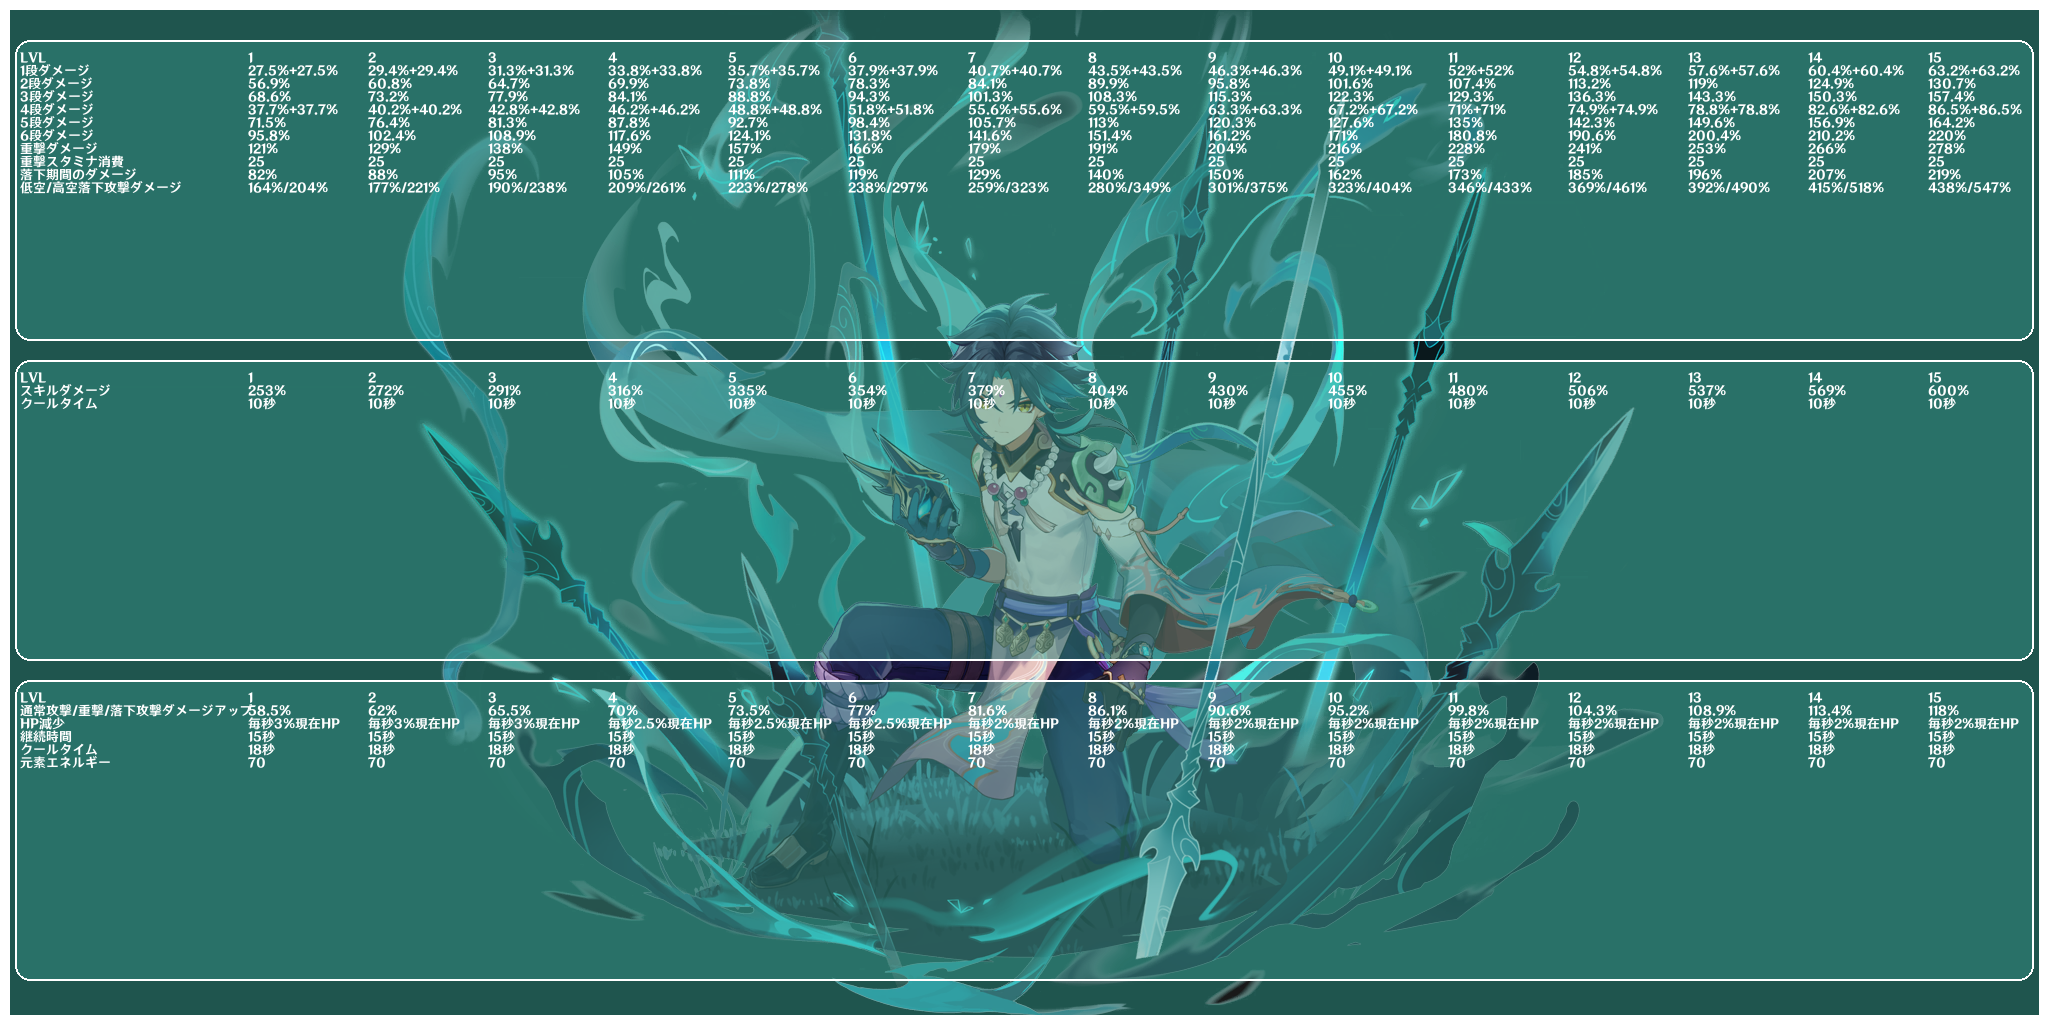 LVL 1 2 3 4 5 6 7 8 9 10 11 12 13 14 15
1段ダメージ 27.5%+27.5% 29.4%+29.4% 31.3%+31.3% 33.8%+33.8% 35.7%+35.7% 37.9%+37.9% 40.7%+40.7% 43.5%+43.5% 46.3%+46.3% 49.1%+49.1% 52%+52% 54.8%+54.8% 57.6%+57.6% 60.4%+60.4% 63.2%+63.2%
2段ダメージ 56.9% 60.8% 64.7% 69.9% 73.8% 78.3% 84.1% 89.9% 95.8% 101.6% 107.4% 113.2% 119% 124.9% 130.7%
3段ダメージ 68.6% 73.2% 77.9% 84.1% 88.8% 94.3% 101.3% 108.3% 115.3% 122.3% 129.3% 136.3% 143.3% 150.3% 157.4%
4段ダメージ 37.7%+37.7% 40.2%+40.2% 42.8%+42.8% 46.2%+46.2% 48.8%+48.8% 51.8%+51.8% 55.6%+55.6% 59.5%+59.5% 63.3%+63.3% 67.2%+67.2% 71%+71% 74.9%+74.9% 78.8%+78.8% 82.6%+82.6% 86.5%+86.5%
5段ダメージ 71.5% 76.4% 81.3% 87.8% 92.7% 98.4% 105.7% 113% 120.3% 127.6% 135% 142.3% 149.6% 156.9% 164.2%
6段ダメージ 95.8% 102.4% 108.9% 117.6% 124.1% 131.8% 141.6% 151.4% 161.2% 171% 180.8% 190.6% 200.4% 210.2% 220%
重撃ダメージ 121% 129% 138% 149% 157% 166% 179% 191% 204% 216% 228% 241% 253% 266% 278%
重撃スタミナ消費 25 25 25 25 25 25 25 25 25 25 25 25 25 25 25
落下期間のダメージ 82% 88% 95% 105% 111% 119% 129% 140% 150% 162% 173% 185% 196% 207% 219%
低空/高空落下攻撃ダメージ 164%/204% 177%/221% 190%/238% 209%/261% 223%/278% 238%/297% 259%/323% 280%/349% 301%/375% 323%/404% 346%/433% 369%/461% 392%/490% 415%/518% 438%/547%
LVL 1 2 3 4 5 6 7 8 9 10 11 12 13 14 15
スキルダメージ 253% 272% 291% 316% 335% 354% 379% 404% 430% 455% 480% 506% 537% 569% 600%
クールタイム 10秒 10秒 10秒 10秒 10秒 10秒 10秒 10秒 10秒 10秒 10秒 10秒 10秒 10秒 10秒
LVL 1 2 3 4 5 6 7 8 9 10 11 12 13 14 15
通常攻撃/重撃/落下攻撃ダメージアップ 58.5% 62% 65.5% 70% 73.5% 77% 81.6% 86.1% 90.6% 95.2% 99.8% 104.3% 108.9% 113.4% 118%
HP減少 毎秒3%現在HP 毎秒3%現在HP 毎秒3%現在HP 毎秒2.5%現在HP 毎秒2.5%現在HP 毎秒2.5%現在HP 毎秒2%現在HP 毎秒2%現在HP 毎秒2%現在HP 毎秒2%現在HP 毎秒2%現在HP 毎秒2%現在HP 毎秒2%現在HP 毎秒2%現在HP 毎秒2%現在HP
継続時間 15秒 15秒 15秒 15秒 15秒 15秒 15秒 15秒 15秒 15秒 15秒 15秒 15秒 15秒 15秒
クールタイム 18秒 18秒 18秒 18秒 18秒 18秒 18秒 18秒 18秒 18秒 18秒 18秒 18秒 18秒 18秒
元素エネルギー 70 70 70 70 70 70 70 70 70 70 70 70 70 70 70